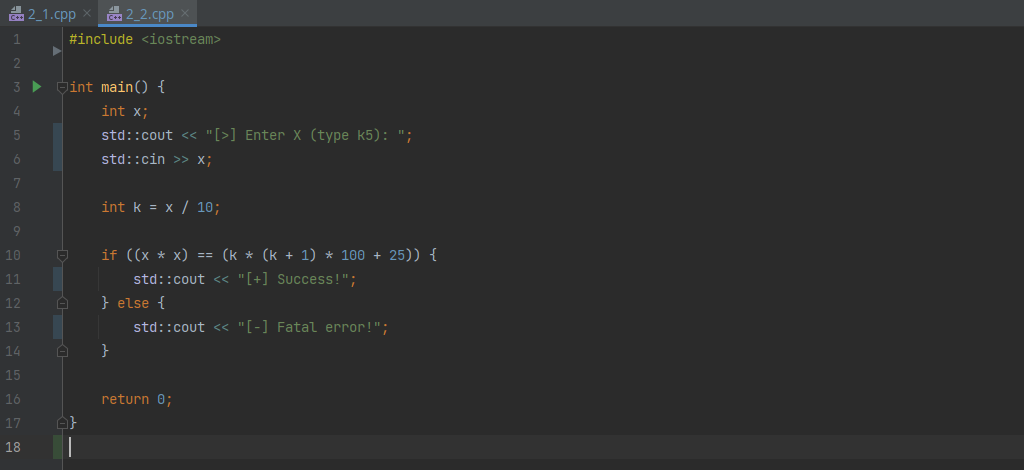 2_1.cpp 2_2.cpp
1 #include <iostream>
2
3 int main() {
4 int x;
5 std::cout << "[>] Enter X (type k5): ";
6 std::cin >> x;
7
8 int k = x / 10;
9
10 if ((x * x) == (k * (k + 1) * 100 + 25)) {
11 std::cout << "[+] Success!";
12 } else {
13 std::cout << "[-] Fatal error!";
14 }
15
16 return 0;
17 }
18